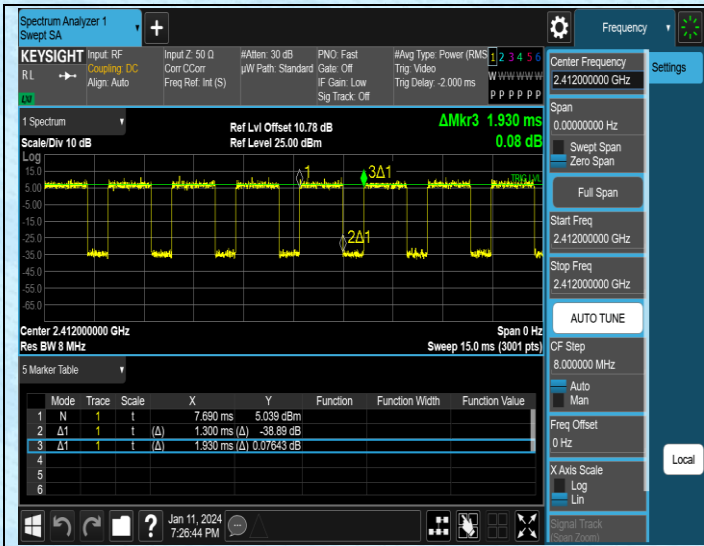 Spectrum Analyzer 1
Swept SA
+
Frequency
KEYSIGHT
RL
LXI
Input: RF
Coupling: DC
Align: Auto
Input Z: 50 Ω
Corr CCorr
Freq Ref: Int (S)
#Atten: 30 dB
µW Path: Standard
PNO: Fast
Gate: Off
IF Gain: Low
Sig Track: Off
#Avg Type: Power (RMS
Trig: Video
Trig Delay: -2.000 ms
1 2 3 4 5 6
W W W W W W
P P P P P P
1 Spectrum
Scale/Div 10 dB
Ref Lvl Offset 10.78 dB
Ref Level 25.00 dBm
ΔMkr3 1.930 ms
0.08 dB
Log
15.0
5.00
-5.00
-15.0
-25.0
-35.0
-45.0
-55.0
-65.0
1
3Δ1
2Δ1
TRIG LVL
Center 2.412000000 GHz
Res BW 8 MHz
Span 0 Hz
Sweep 15.0 ms (3001 pts)
5 Marker Table
Mode Trace Scale X Y Function Function Width Function Value
1 N 1 t 7.690 ms 5.039 dBm
2 Δ1 1 t (Δ) 1.300 ms (Δ) -38.89 dB
3 Δ1 1 t (Δ) 1.930 ms (Δ) 0.07643 dB
4
5
6
Jan 11, 2024
7:26:44 PM
?
Center Frequency
2.412000000 GHz
Settings
Span
0.00000000 Hz
Swept Span
Zero Span
Full Span
Start Freq
2.412000000 GHz
Stop Freq
2.412000000 GHz
AUTO TUNE
CF Step
8.000000 MHz
Auto
Man
Freq Offset
0 Hz
X Axis Scale
Log
Lin
Signal Track
(Span Zoom)
Local